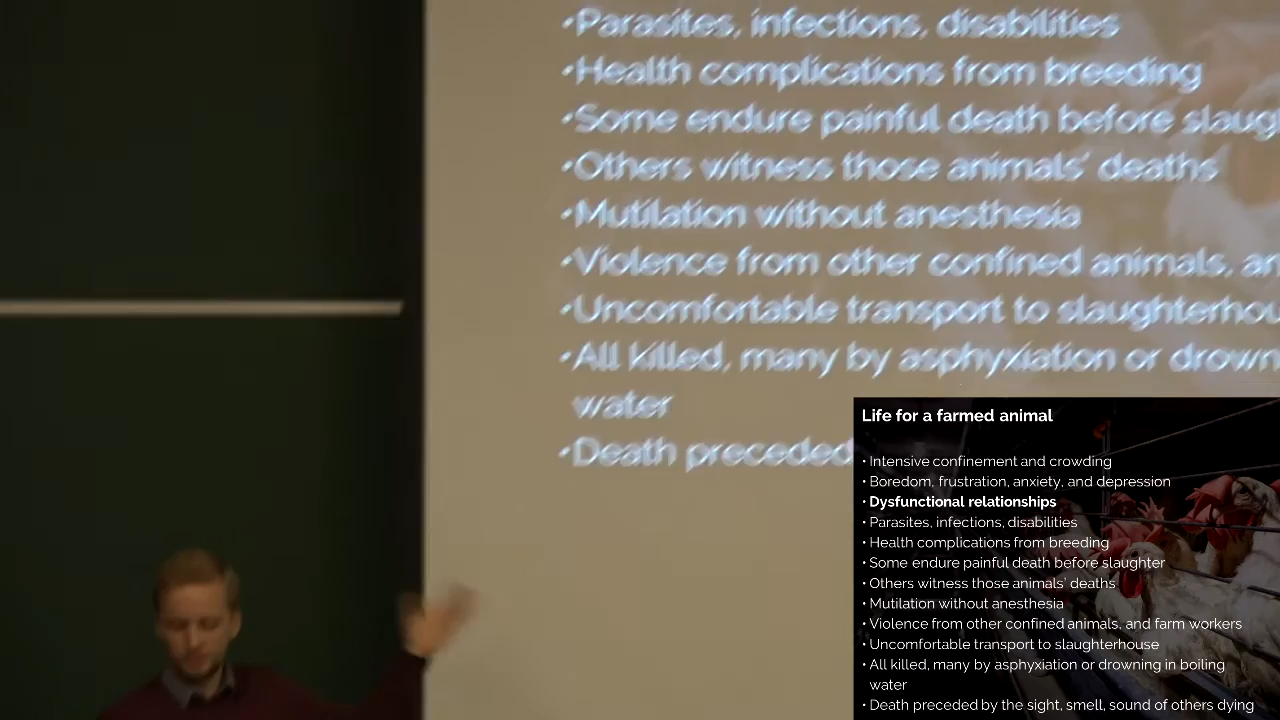 •Parasites, infections, disabilities
•Health complications from breeding
•Some endure painful death before
•Others witness those animals' deaths
•Mutilation without anesthesia
•Violence from other confined animals,
•Uncomfortable transport to
•All killed, many by asphyxiation or
water
•Death preceded
Life for a farmed animal
• Intensive confinement and crowding
• Boredom, frustration, anxiety, and depression
• Dysfunctional relationships
• Parasites, infections, disabilities
• Health complications from breeding
• Some endure painful death before slaughter
• Others witness those animals' deaths
• Mutilation without anesthesia
• Violence from other confined animals, and farm workers
• Uncomfortable transport to slaughterhouse
• All killed, many by asphyxiation or drowning in boiling
water
• Death preceded by the sight, smell, sound of others dying